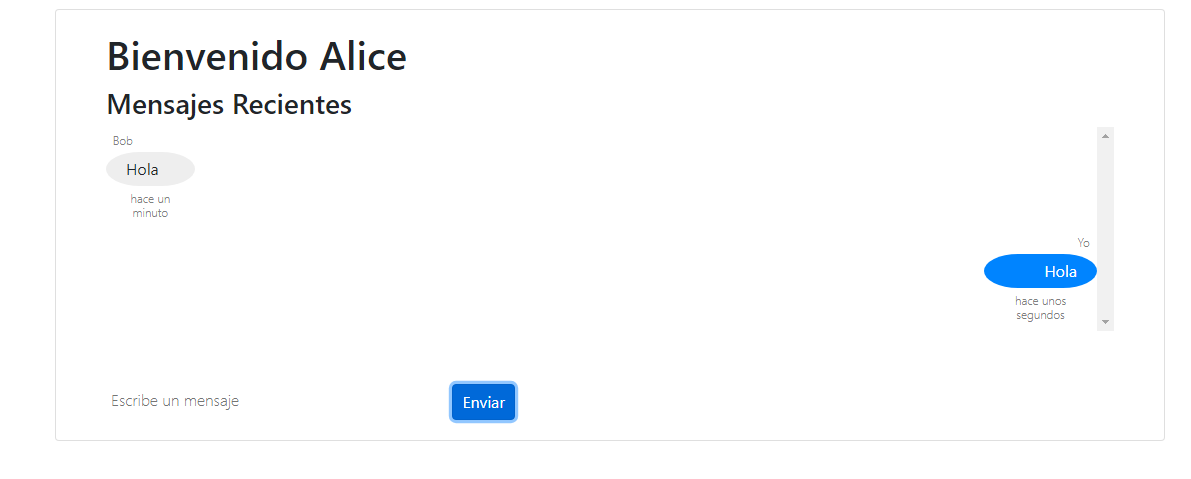 Bienvenido Alice
Mensajes Recientes
Bob
Hola
hace un
minuto
Yo
Hola
hace unos
segundos
Escribe un mensaje
Enviar